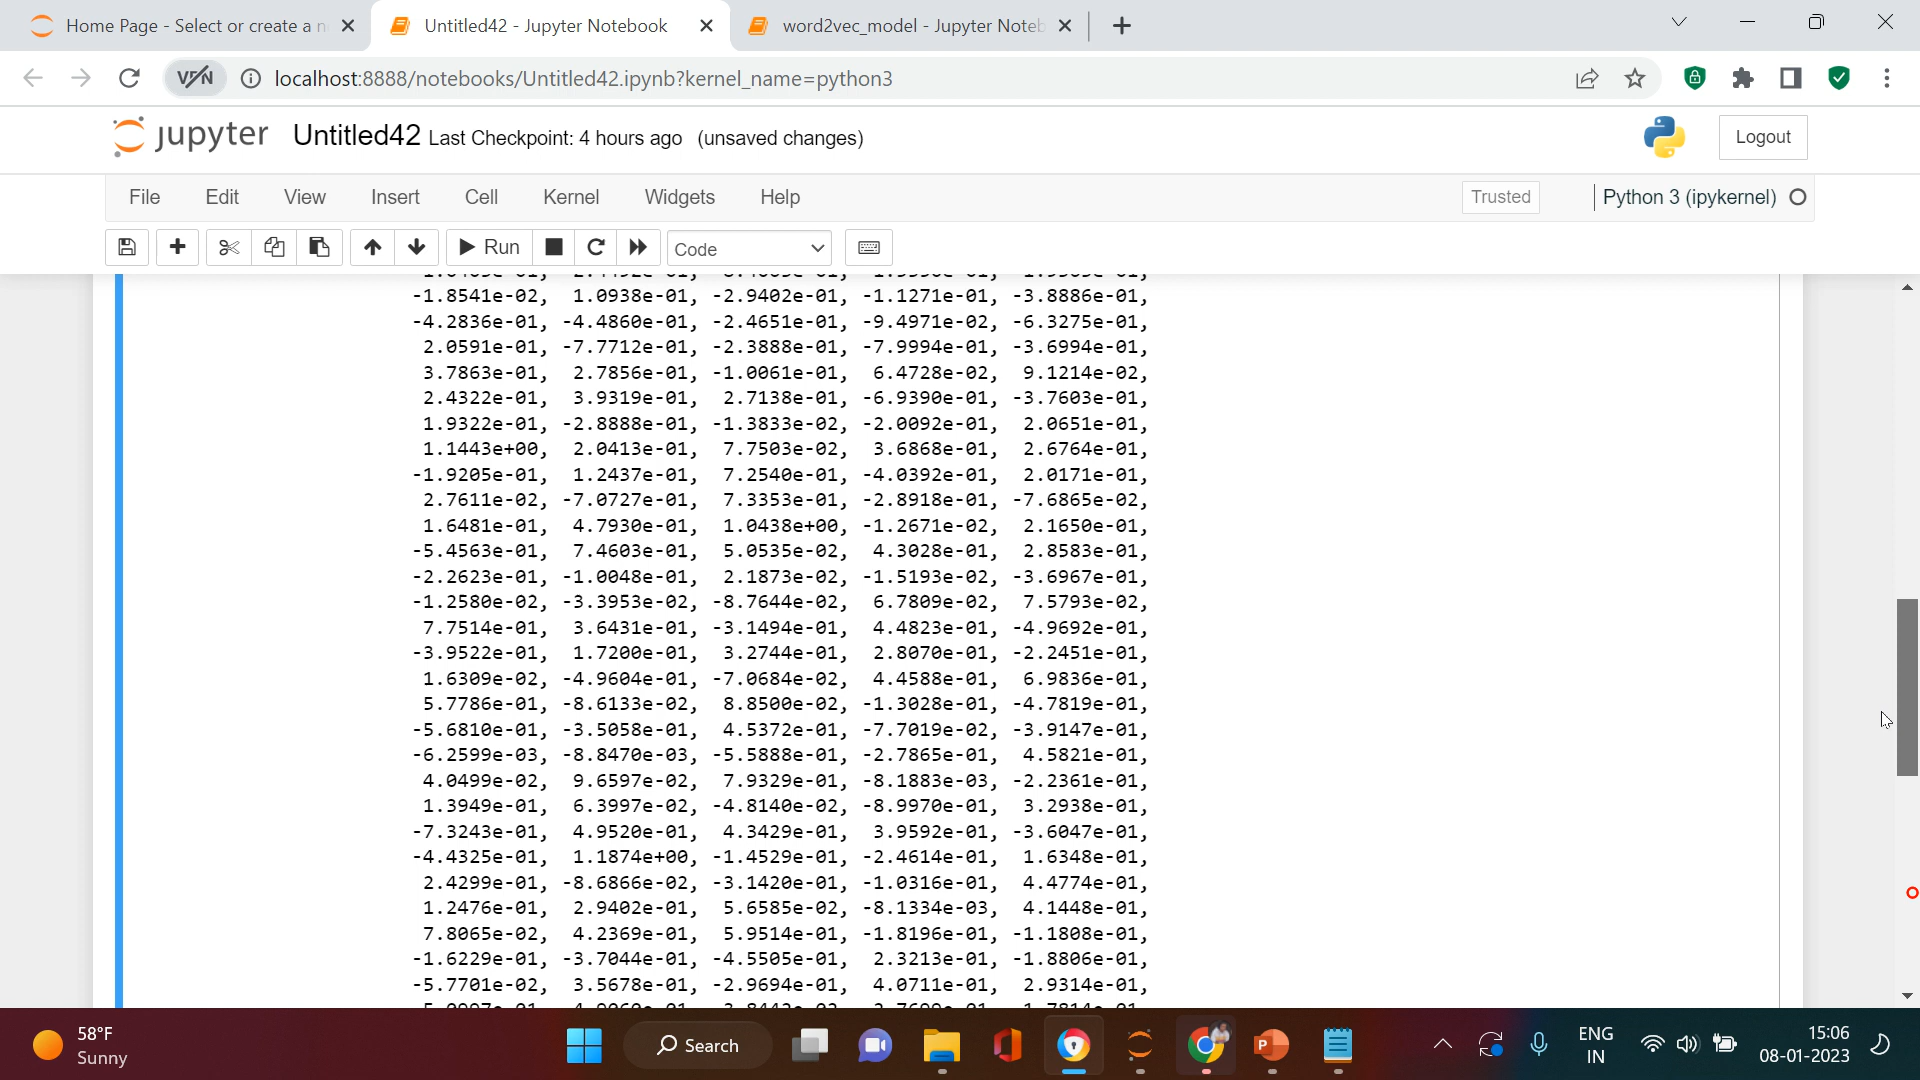 Home Page - Select or create a n
Untitled42 - Jupyter Notebook
word2vec_model - Jupyter Noteb
VPN
localhost:8888/notebooks/Untitled42.ipynb?kernel_name=python3
jupyter Untitled42 Last Checkpoint: 4 hours ago (unsaved changes)
Logout
File Edit View Insert Cell Kernel Widgets Help
Trusted
Python 3 (ipykernel)
Run
Code
-1.8541e-02, 1.0938e-01, -2.9402e-01, -1.1271e-01, -3.8886e-01,
-4.2836e-01, -4.4860e-01, -2.4651e-01, -9.4971e-02, -6.3275e-01,
2.0591e-01, -7.7712e-01, -2.3888e-01, -7.9994e-01, -3.6994e-01,
3.7863e-01, 2.7856e-01, -1.0061e-01, 6.4728e-02, 9.1214e-02,
2.4322e-01, 3.9319e-01, 2.7138e-01, -6.9390e-01, -3.7603e-01,
1.9322e-01, -2.8888e-01, -1.3833e-02, -2.0092e-01, 2.0651e-01,
1.1443e+00, 2.0413e-01, 7.7503e-02, 3.6868e-01, 2.6764e-01,
-1.9205e-01, 1.2437e-01, 7.2540e-01, -4.0392e-01, 2.0171e-01,
2.7611e-02, -7.0727e-01, 7.3353e-01, -2.8918e-01, -7.6865e-02,
1.6481e-01, 4.7930e-01, 1.0438e+00, -1.2671e-02, 2.1650e-01,
-5.4563e-01, 7.4603e-01, 5.0535e-02, 4.3028e-01, 2.8583e-01,
-2.2623e-01, -1.0048e-01, 2.1873e-02, -1.5193e-02, -3.6967e-01,
-1.2580e-02, -3.3953e-02, -8.7644e-02, 6.7809e-02, 7.5793e-02,
7.7514e-01, 3.6431e-01, -3.1494e-01, 4.4823e-01, -4.9692e-01,
-3.9522e-01, 1.7200e-01, 3.2744e-01, 2.8070e-01, -2.2451e-01,
1.6309e-02, -4.9604e-01, -7.0684e-02, 4.4588e-01, 6.9836e-01,
5.7786e-01, -8.6133e-02, 8.8500e-02, -1.3028e-01, -4.7819e-01,
-5.6810e-01, -3.5058e-01, 4.5372e-01, -7.7019e-02, -3.9147e-01,
-6.2599e-03, -8.8470e-03, -5.5888e-01, -2.7865e-01, 4.5821e-01,
4.0499e-02, 9.6597e-02, 7.9329e-01, -8.1883e-03, -2.2361e-01,
1.3949e-01, 6.3997e-02, -4.8140e-02, -8.9970e-01, 3.2938e-01,
-7.3243e-01, 4.9520e-01, 4.3429e-01, 3.9592e-01, -3.6047e-01,
-4.4325e-01, 1.1874e+00, -1.4529e-01, -2.4614e-01, 1.6348e-01,
2.4299e-01, -8.6866e-02, -3.1420e-01, -1.0316e-01, 4.4774e-01,
1.2476e-01, 2.9402e-01, 5.6585e-02, -8.1334e-03, 4.1448e-01,
7.8065e-02, 4.2369e-01, 5.9514e-01, -1.8196e-01, -1.1808e-01,
-1.6229e-01, -3.7044e-01, -4.5505e-01, 2.3213e-01, -1.8806e-01,
-5.7701e-02, 3.5678e-01, -2.9694e-01, 4.0711e-01, 2.9314e-01,
58°F
Sunny
Search
ENG
IN
15:06
08-01-2023